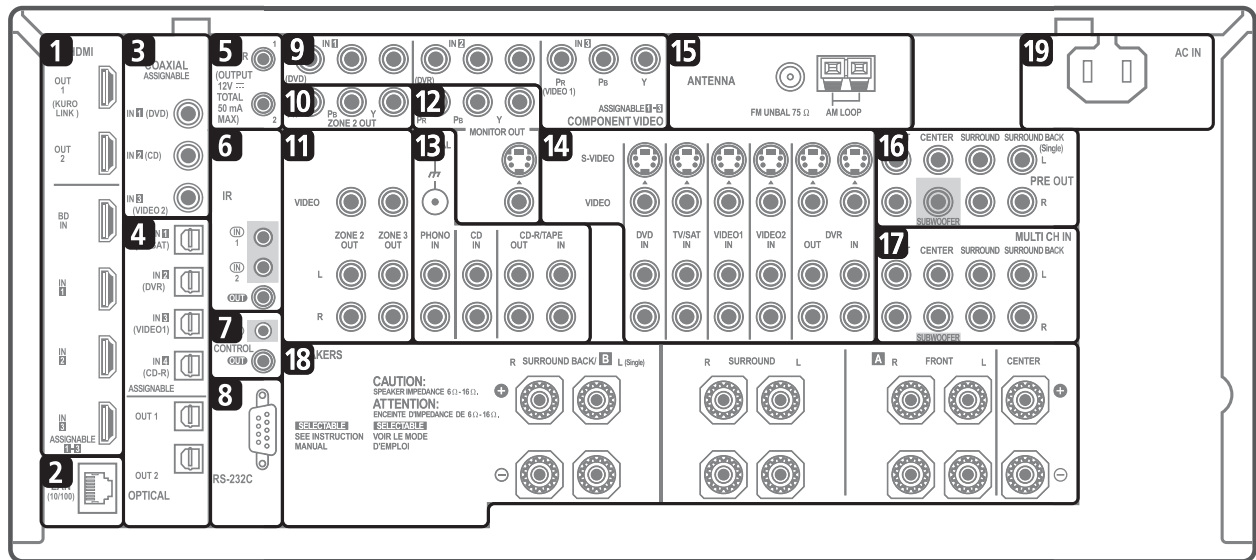 1
HDMI
OUT
1
(KURO
LINK )
OUT
2
BD
IN
IN
1
IN
2
IN
3
ASSIGNABLE
1-3
2
(10/100)
3
COAXIAL
ASSIGNABLE
IN 1 (DVD)
IN 2 (CD)
IN 3
(VIDEO 2)
4
IN 2
(DVR)
IN 3
(VIDEO1)
IN 4
(CD-R)
ASSIGNABLE
OUT 1
OUT 2
OPTICAL
5
1
(OUTPUT
12V
TOTAL
50 mA
MAX)
2
6
IR
IN
1
IN
2
OUT
7
CONTROL
OUT
8
RS-232C
9
IN 1
(DVD)
IN 2
(DVR)
IN 3
PR
PB
Y
(VIDEO 1)
ASSIGNABLE 1-3
COMPONENT VIDEO
10
PB
Y
ZONE 2 OUT
12
PR
PB
Y
MONITOR OUT
11
VIDEO
ZONE 2
OUT
ZONE 3
OUT
L
R
13
PHONO
IN
CD
IN
CD-R/TAPE
OUT
IN
14
S-VIDEO
VIDEO
DVD
IN
TV/SAT
IN
VIDEO1
IN
VIDEO2
IN
DVR
OUT
IN
15
ANTENNA
FM UNBAL 75 Ω
AM LOOP
16
CENTER
SURROUND
SURROUND BACK
(Single)
L
PRE OUT
R
SUBWOOFER
17
MULTI CH IN
CENTER
SURROUND
SURROUND BACK
L
R
SUBWOOFER
18
R SURROUND BACK/ B L (Single)
R SURROUND L
A R FRONT L
CENTER
CAUTION:
SPEAKER IMPEDANCE 6 Ω - 16 Ω .
ATTENTION:
ENCEINTE D'IMPEDANCE DE 6 Ω - 16 Ω .
SELECTABLE
SEE INSTRUCTION
MANUAL
SELECTABLE
VOIR LE MODE
D'EMPLOI
19
AC IN